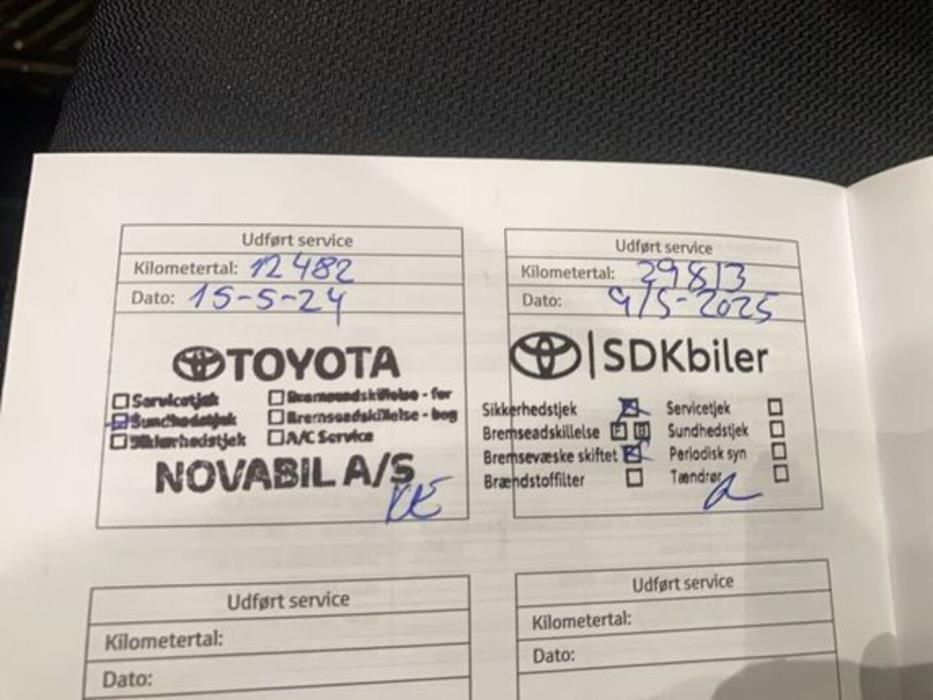 Udført service
Kilometertal: 12482
Dato: 15-5-24
TOYOTA
Servicetjek
Bremseadskillelse - for
Sundhedstjek
Bremseadskillelse - bag
Sikkerhedstjek
A/C Service
NOVABIL A/S
Udført service
Kilometertal: 29813
Dato: 9/5-2025
SDKbiler
Sikkerhedstjek
Servicetjek
Bremseadskillelse F B
Sundhedstjek
Bremsevæske skiftet
Periodisk syn
Brændstoffilter
Tændrør
Udført service
Kilometertal:
Dato:
Udført service
Kilometertal:
Dato: